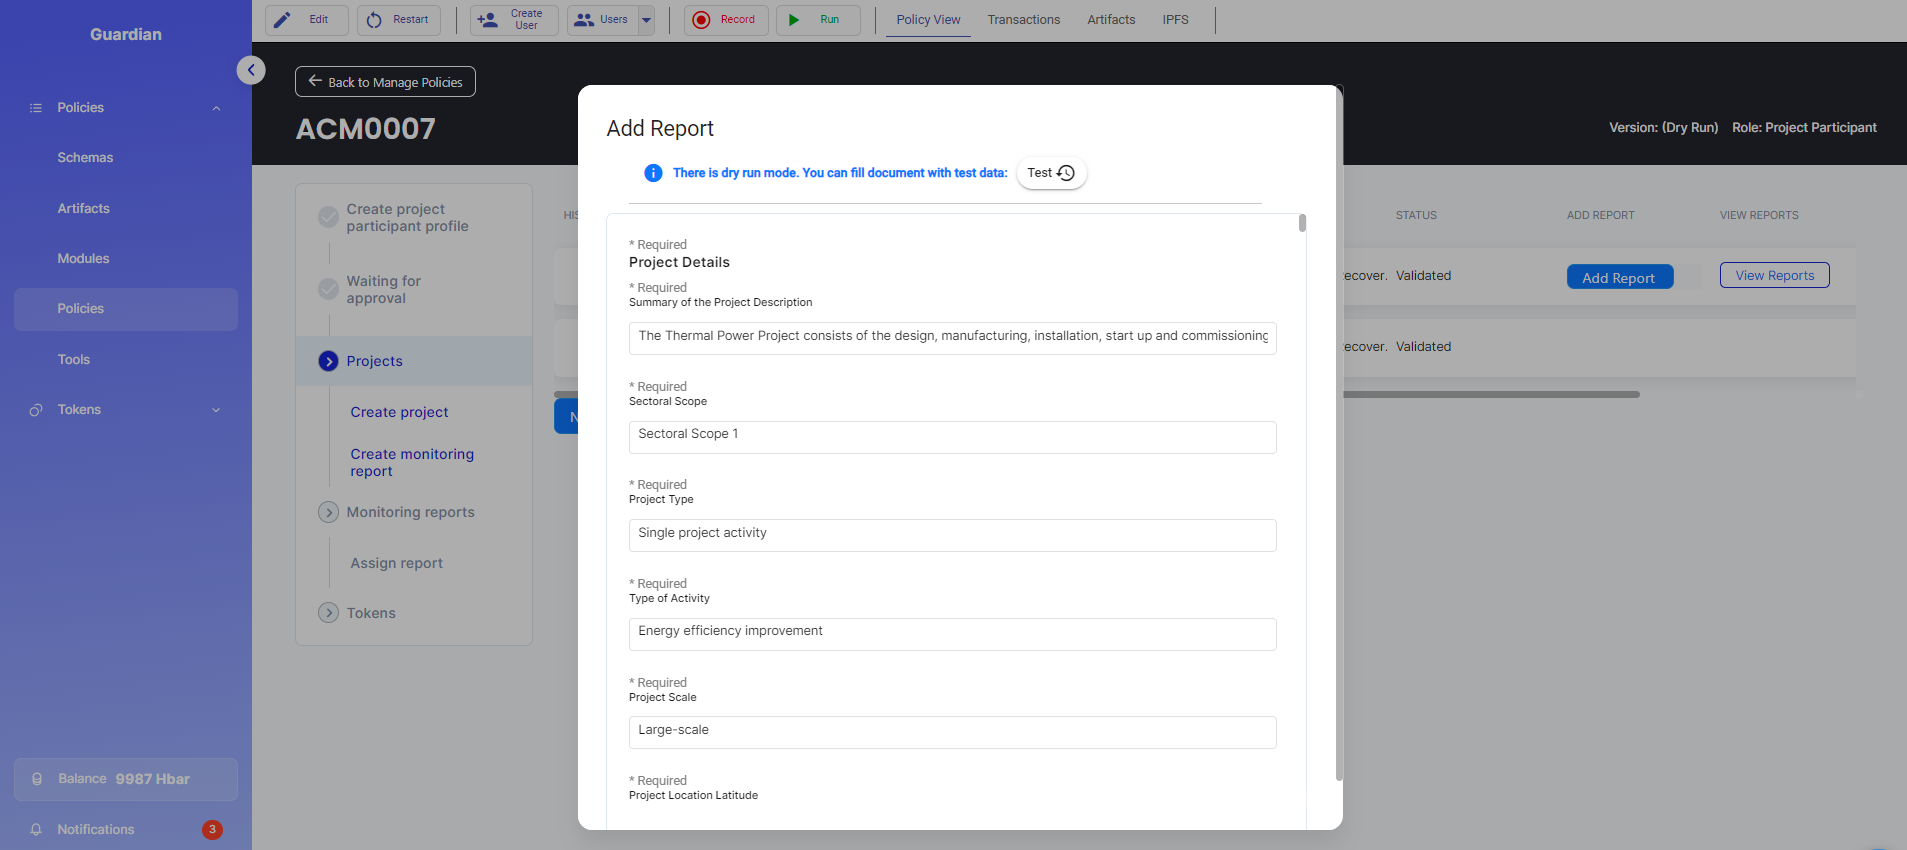 Guardian
Policies
Schemas
Artifacts
Modules
Policies
Tools
Tokens
Balance 9987 Hbar
Notifications 3
Edit
Restart
Create
User
Users
Record
Run
Policy View
Transactions
Artifacts
IPFS
Back to Manage Policies
ACM0007
Version: (Dry Run) Role: Project Participant
Create project
participant profile
Waiting for
approval
Projects
Create project
Create monitoring
report
Monitoring reports
Assign report
Tokens
STATUS
ADD REPORT
VIEW REPORTS
ecover. Validated
Add Report
View Reports
ecover. Validated
Add Report
There is dry run mode. You can fill document with test data:
Test
* Required
Project Details
* Required
Summary of the Project Description
The Thermal Power Project consists of the design, manufacturing, installation, start up and commissioning
* Required
Sectoral Scope
Sectoral Scope 1
* Required
Project Type
Single project activity
* Required
Type of Activity
Energy efficiency improvement
* Required
Project Scale
Large-scale
* Required
Project Location Latitude